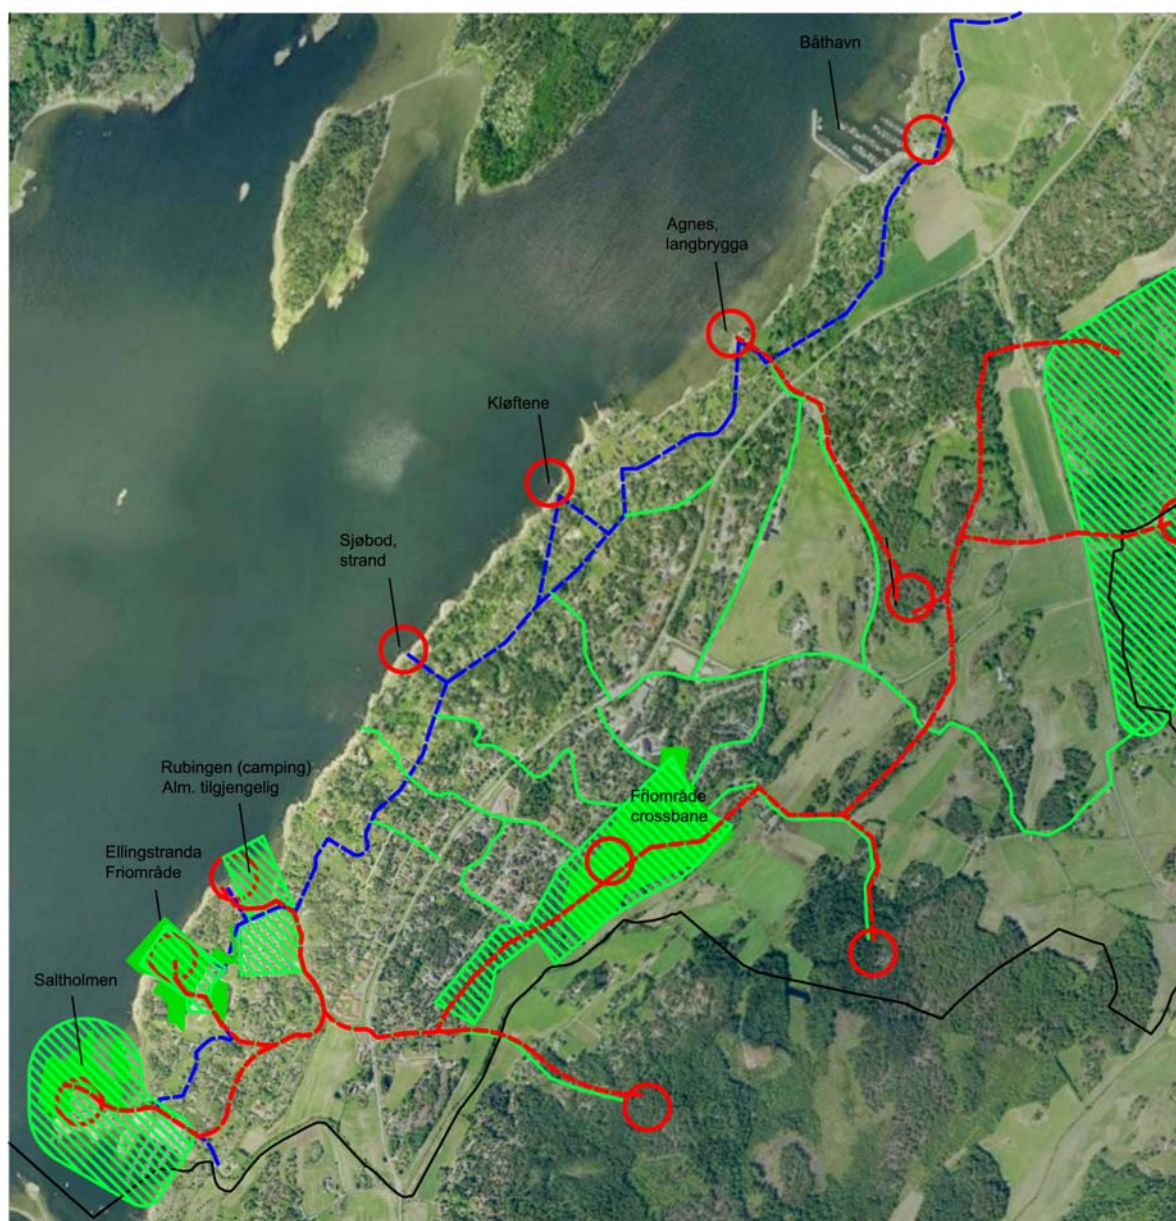 Båthavn
Agnes,
langbrygga
Kløftene
Sjøbod,
strand
Rubingen (camping)
Alm. tilgjengelig
Friområde
crossbane
Ellingstranda
Friområde
Saltholmen